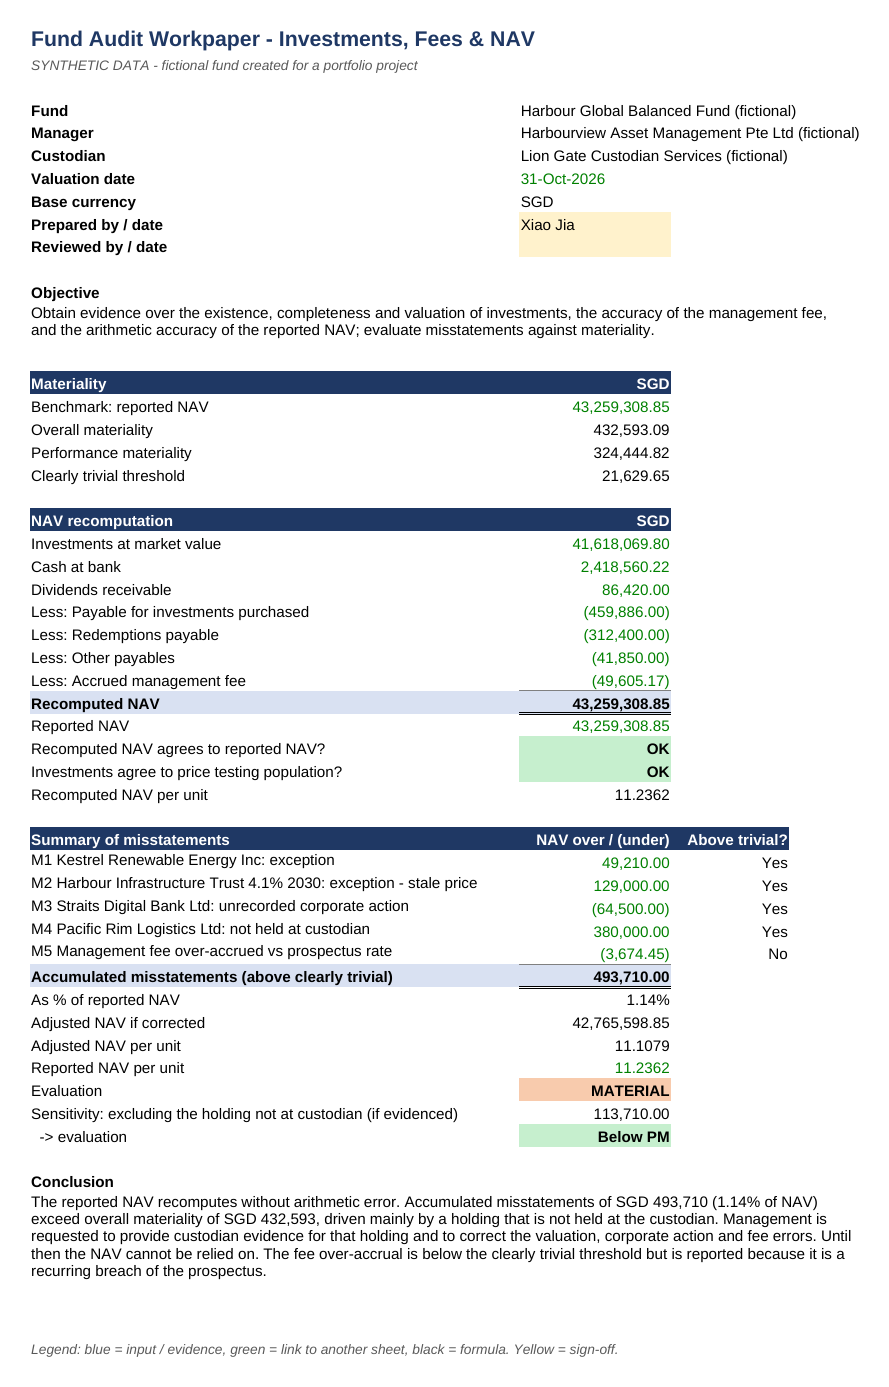 Fund Audit Workpaper - Investments, Fees & NAV
SYNTHETIC DATA - fictional fund created for a portfolio project
Fund Harbour Global Balanced Fund (fictional)
Manager Harbourview Asset Management Pte Ltd (fictional)
Custodian Lion Gate Custodian Services (fictional)
Valuation date 31-Oct-2026
Base currency SGD
Prepared by / date Xiao Jia
Reviewed by / date
Objective
Obtain evidence over the existence, completeness and valuation of investments, the accuracy of the management fee,
and the arithmetic accuracy of the reported NAV; evaluate misstatements against materiality.
Materiality SGD
Benchmark: reported NAV 43,259,308.85
Overall materiality 432,593.09
Performance materiality 324,444.82
Clearly trivial threshold 21,629.65
NAV recomputation SGD
Investments at market value 41,618,069.80
Cash at bank 2,418,560.22
Dividends receivable 86,420.00
Less: Payable for investments purchased (459,886.00)
Less: Redemptions payable (312,400.00)
Less: Other payables (41,850.00)
Less: Accrued management fee (49,605.17)
Recomputed NAV 43,259,308.85
Reported NAV 43,259,308.85
Recomputed NAV agrees to reported NAV? OK
Investments agree to price testing population? OK
Recomputed NAV per unit 11.2362
Summary of misstatements NAV over / (under) Above trivial?
M1 Kestrel Renewable Energy Inc: exception 49,210.00 Yes
M2 Harbour Infrastructure Trust 4.1% 2030: exception - stale price 129,000.00 Yes
M3 Straits Digital Bank Ltd: unrecorded corporate action (64,500.00) Yes
M4 Pacific Rim Logistics Ltd: not held at custodian 380,000.00 Yes
M5 Management fee over-accrued vs prospectus rate (3,674.45) No
Accumulated misstatements (above clearly trivial) 493,710.00
As % of reported NAV 1.14%
Adjusted NAV if corrected 42,765,598.85
Adjusted NAV per unit 11.1079
Reported NAV per unit 11.2362
Evaluation MATERIAL
Sensitivity: excluding the holding not at custodian (if evidenced) 113,710.00
-> evaluation Below PM
Conclusion
The reported NAV recomputes without arithmetic error. Accumulated misstatements of SGD 493,710 (1.14% of NAV)
exceed overall materiality of SGD 432,593, driven mainly by a holding that is not held at the custodian. Management is
requested to provide custodian evidence for that holding and to correct the valuation, corporate action and fee errors. Until
then the NAV cannot be relied on. The fee over-accrual is below the clearly trivial threshold but is reported because it is a
recurring breach of the prospectus.
Legend: blue = input / evidence, green = link to another sheet, black = formula. Yellow = sign-off.